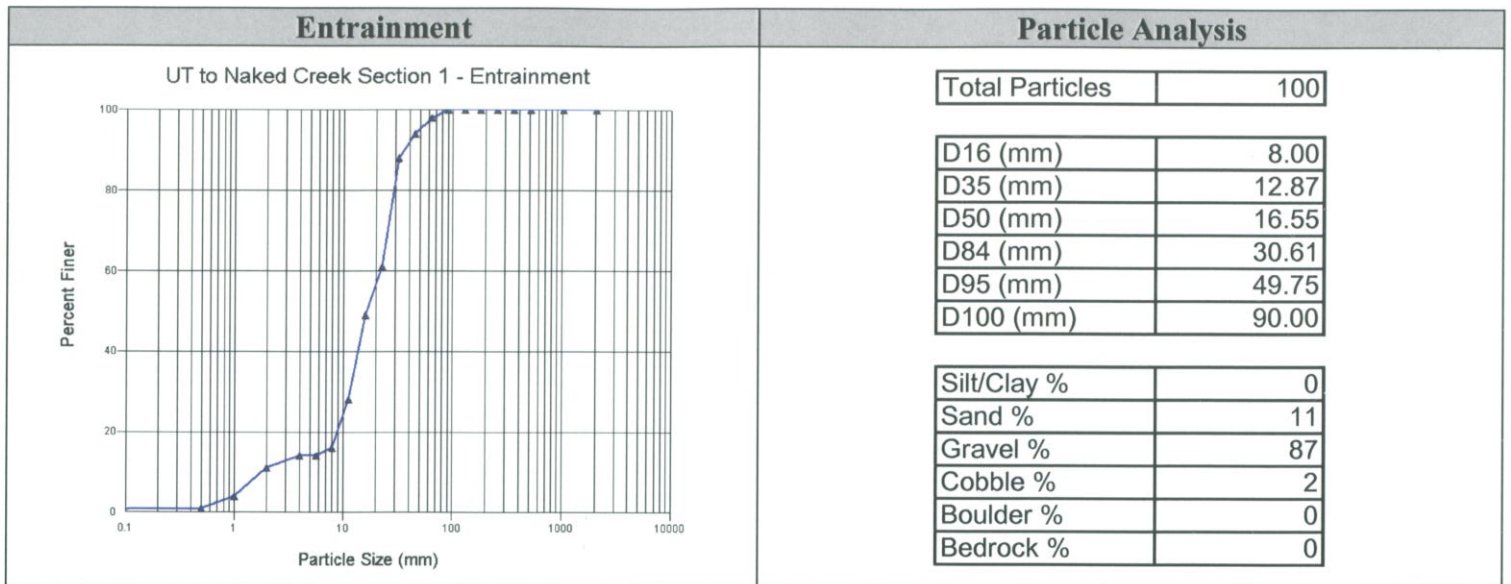 Entrainment
UT to Naked Creek Section 1 - Entrainment
100
80
60
40
20
0
Percent Finer
0.1 1 10 100 1000 10000
Particle Size (mm)
Particle Analysis
Total Particles 100
D16 (mm) 8.00
D35 (mm) 12.87
D50 (mm) 16.55
D84 (mm) 30.61
D95 (mm) 49.75
D100 (mm) 90.00
Silt/Clay % 0
Sand % 11
Gravel % 87
Cobble % 2
Boulder % 0
Bedrock % 0